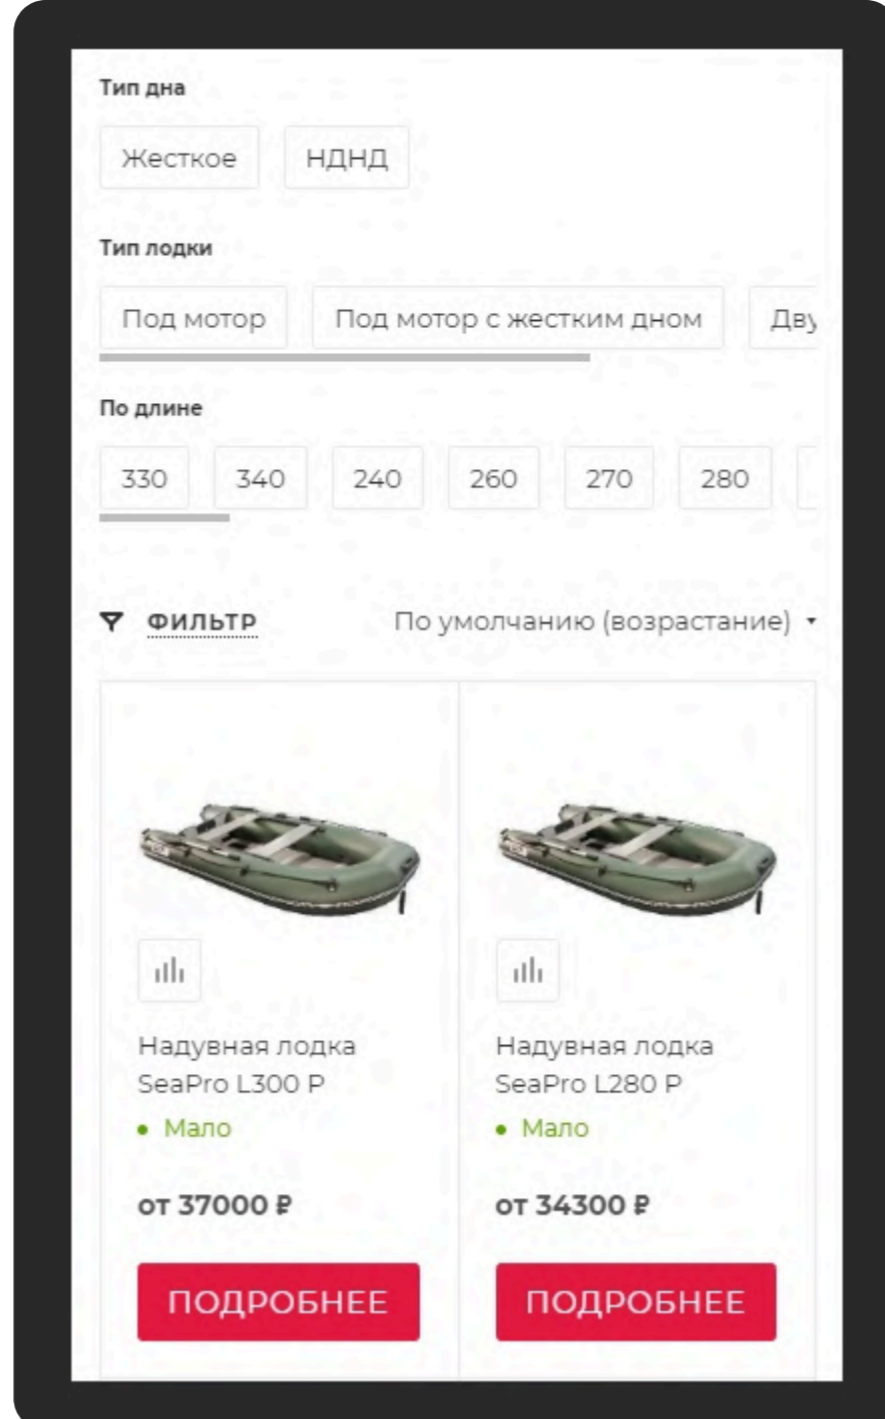 Тип дна
Жесткое НДНД
Тип лодки
Под мотор Под мотор с жестким дном Дву
По длине
330 340 240 260 270 280
ФИЛЬТР По умолчанию (возрастание)
Надувная лодка
SeaPro L300 P
Мало
от 37000 ₽
ПОДРОБНЕЕ
Надувная лодка
SeaPro L280 P
Мало
от 34300 ₽
ПОДРОБНЕЕ